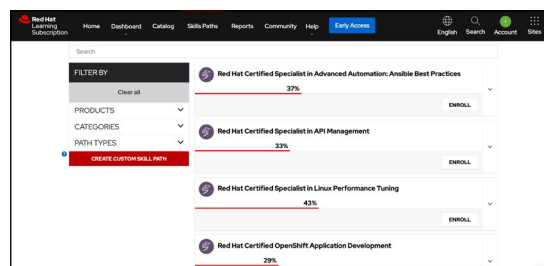 Red Hat
Learning
Subscription
Home Dashboard Catalog Skills Paths Reports Community Help Early Access
English Search Account Sites
Search
FILTER BY
Clear all
PRODUCTS
CATEGORIES
PATH TYPES
CREATE CUSTOM SKILL PATH
Red Hat Certified Specialist in Advanced Automation: Ansible Best Practices
37%
ENROLL
Red Hat Certified Specialist in API Management
33%
ENROLL
Red Hat Certified Specialist in Linux Performance Tuning
43%
ENROLL
Red Hat Certified OpenShift Application Development
29%